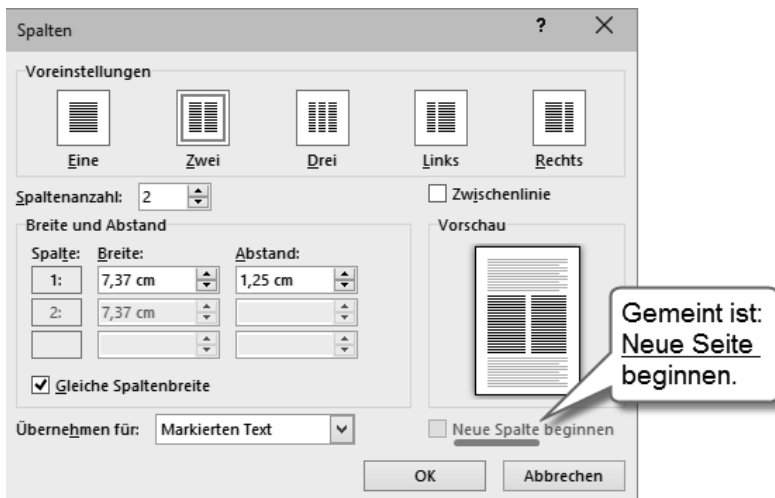 Spalten ?
Voreinstellungen
Eine Zwei Drei Links Rechts
Spaltenanzahl: 2
Zwischenlinie
Breite und Abstand
Spalte: Breite: Abstand:
1: 7,37 cm 1,25 cm
2: 7,37 cm
Gleiche Spaltenbreite
Vorschau
Gemeint ist:
Neue Seite
beginnen.
Übernehmen für: Markierten Text
Neue Spalte beginnen
OK Abbrechen